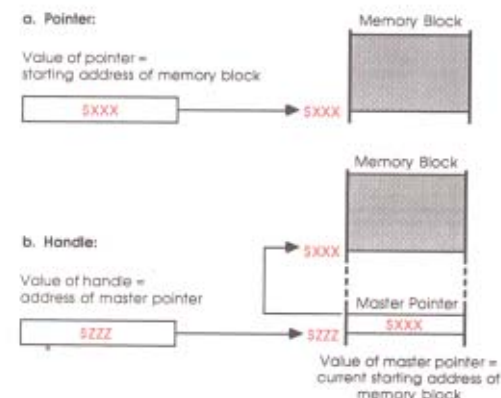 a. Pointer:
Memory Block
Value of pointer =
starting address of memory block
$XXX
$XXX
Memory Block
b. Handle:
$XXX
Value of handle =
address of master pointer
Master Pointer
$XXX
$ZZZ
$ZZZ
Value of master pointer =
current starting address of
memory block